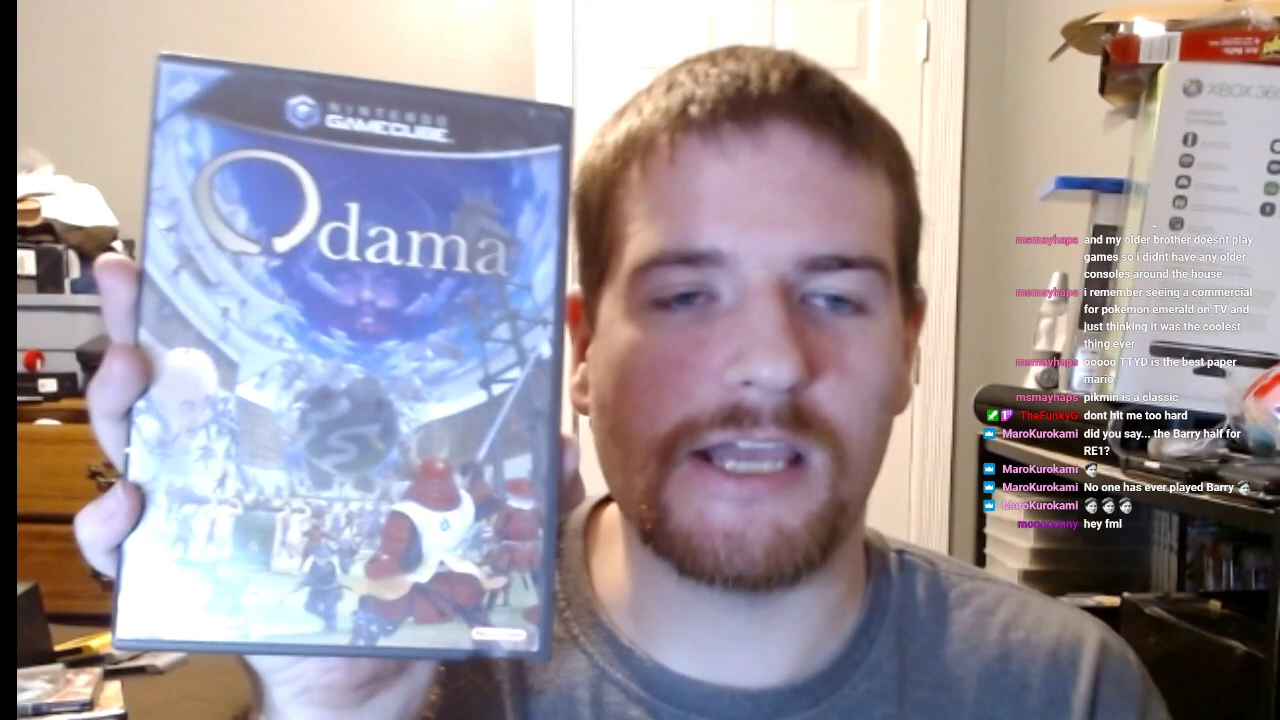 NINTENDO
GAMECUBE
Odama
XBOX 360
msmayhaps and my older brother doesnt play
games so i didnt have any older
consoles around the house
msmayhaps i remember seeing a commercial
for pokemon emerald on TV and
just thinking it was the coolest
thing ever
msmayhaps ooooo TTYD is the best paper
mario
msmayhaps pikmin is a classic
TheFunkyG dont hit me too hard
MaroKurokami did you say... the Barry half for
RE1?
MaroKurokami
MaroKurokami No one has ever played Barry
MaroKurokami
hey fml